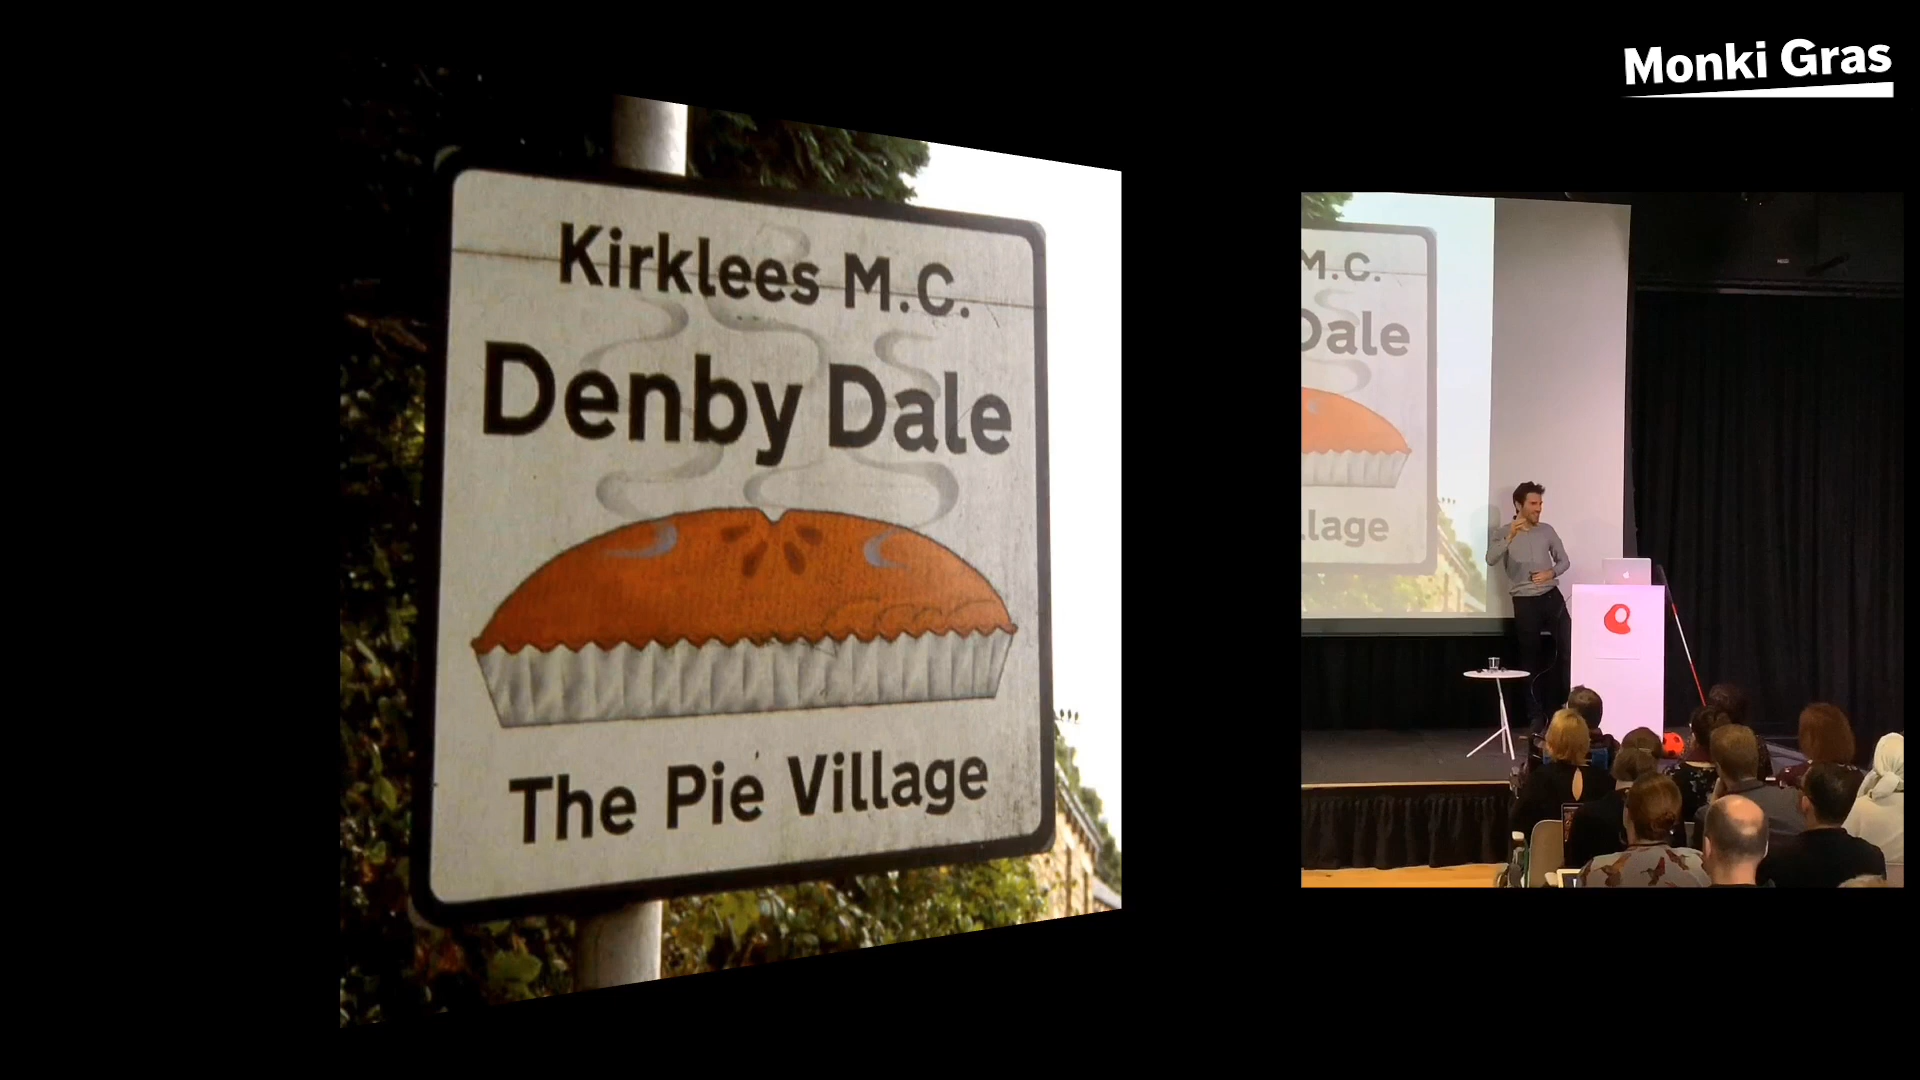 Monki Gras
Kirklees M.C.
Denby Dale
The Pie Village
M.C.
Dale
llage